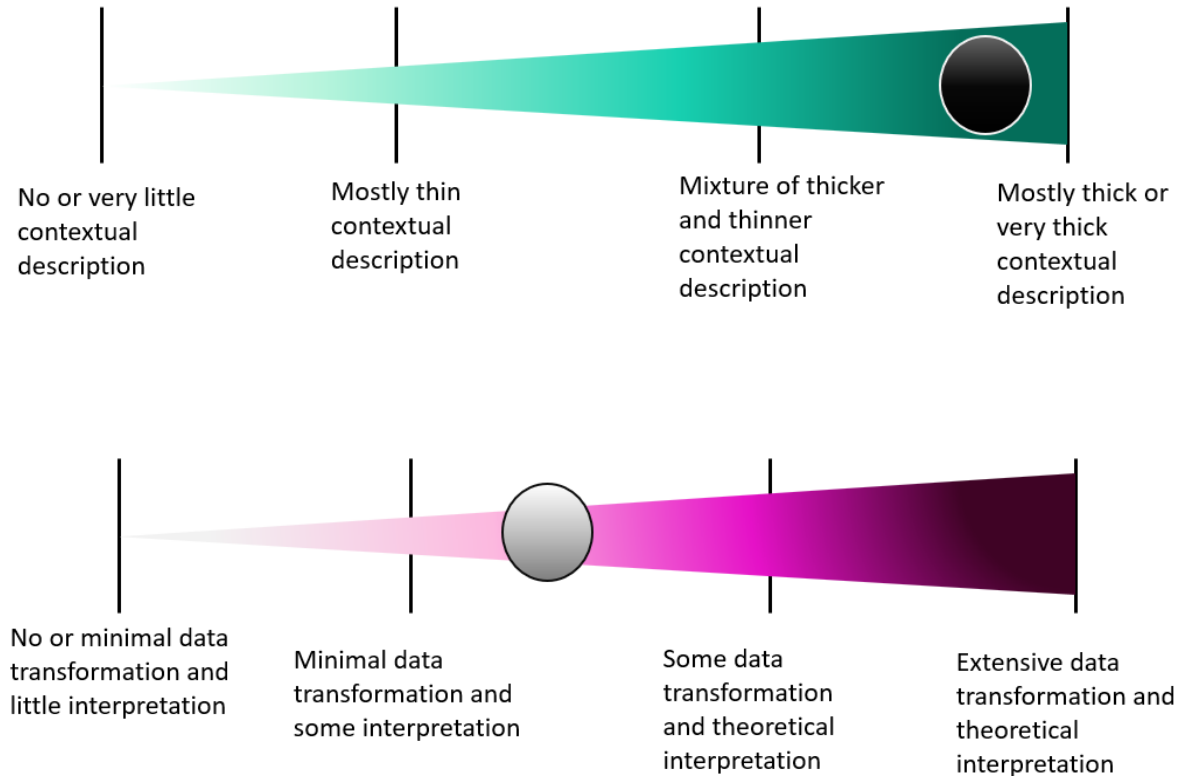 No or very little
contextual
description
Mostly thin
contextual
description
Mixture of thicker
and thinner
contextual
description
Mostly thick or
very thick
contextual
description
No or minimal data
transformation and
little interpretation
Minimal data
transformation and
some interpretation
Some data
transformation
and theoretical
interpretation
Extensive data
transformation and
theoretical
interpretation